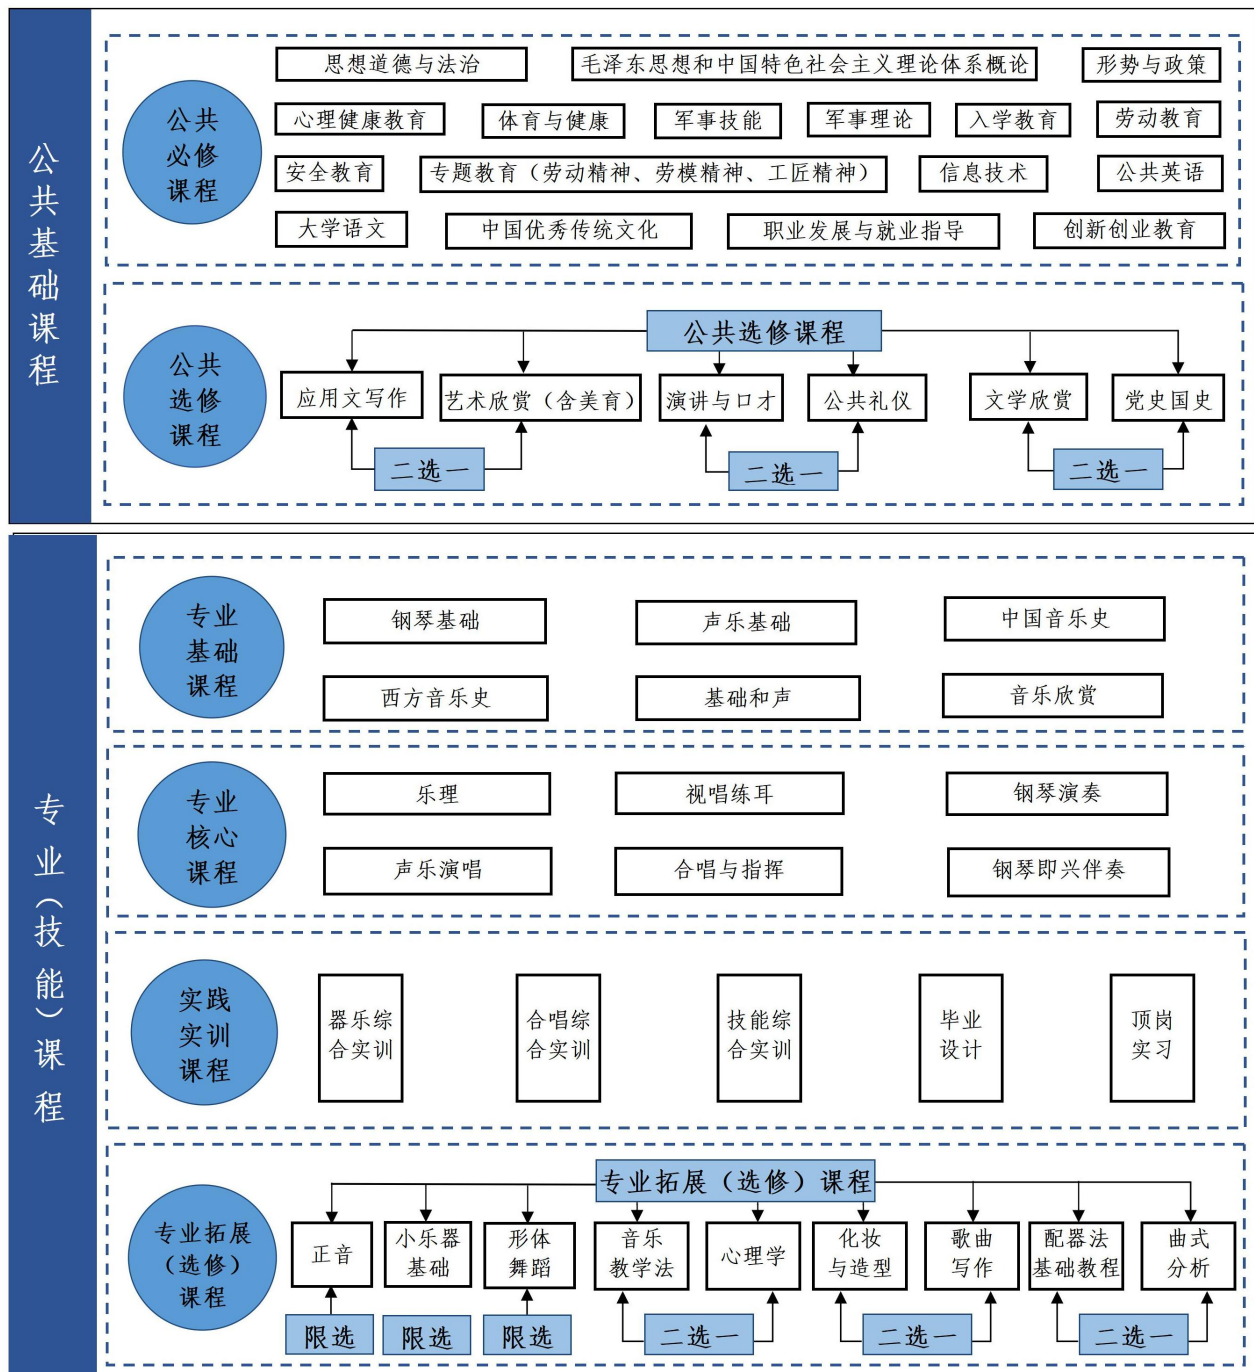 公共基础课程
公共
必修
课程
思想道德与法治
毛泽东思想和中国特色社会主义理论体系概论
形势与政策
心理健康教育
体育与健康
军事技能
军事理论
入学教育
劳动教育
安全教育
专题教育（劳动精神、劳模精神、工匠精神）
信息技术
公共英语
大学语文
中国优秀传统文化
职业发展与就业指导
创新创业教育
公共
选修
课程
公共选修课程
应用文写作
艺术欣赏（含美育）
演讲与口才
公共礼仪
文学欣赏
党史国史
二选一
二选一
二选一
专业（技能）课程
专业
基础
课程
钢琴基础
声乐基础
中国音乐史
西方音乐史
基础和声
音乐欣赏
专业
核心
课程
乐理
视唱练耳
钢琴演奏
声乐演唱
合唱与指挥
钢琴即兴伴奏
实践
实训
课程
器乐综
合实训
合唱综
合实训
技能综
合实训
毕业
设计
顶岗
实习
专业拓展
（选修）
课程
专业拓展（选修）课程
正音
小乐器
基础
形体
舞蹈
音乐
教学法
心理学
化妆
与造型
歌曲
写作
配器法
基础教程
曲式
分析
限选
限选
限选
二选一
二选一
二选一